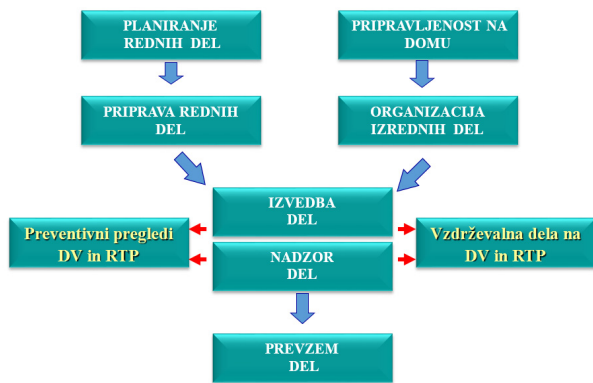 PLANIRANJE
REDNIH DEL
PRIPRAVLJENOST NA
DOMU
PRIPRAVA REDNIH
DEL
ORGANIZACIJA
IZREDNIH DEL
IZVEDBA
DEL
Preventivni pregledi
DV in RTP
Vzdrževalna dela na
DV in RTP
NADZOR
DEL
PREVZEM
DEL